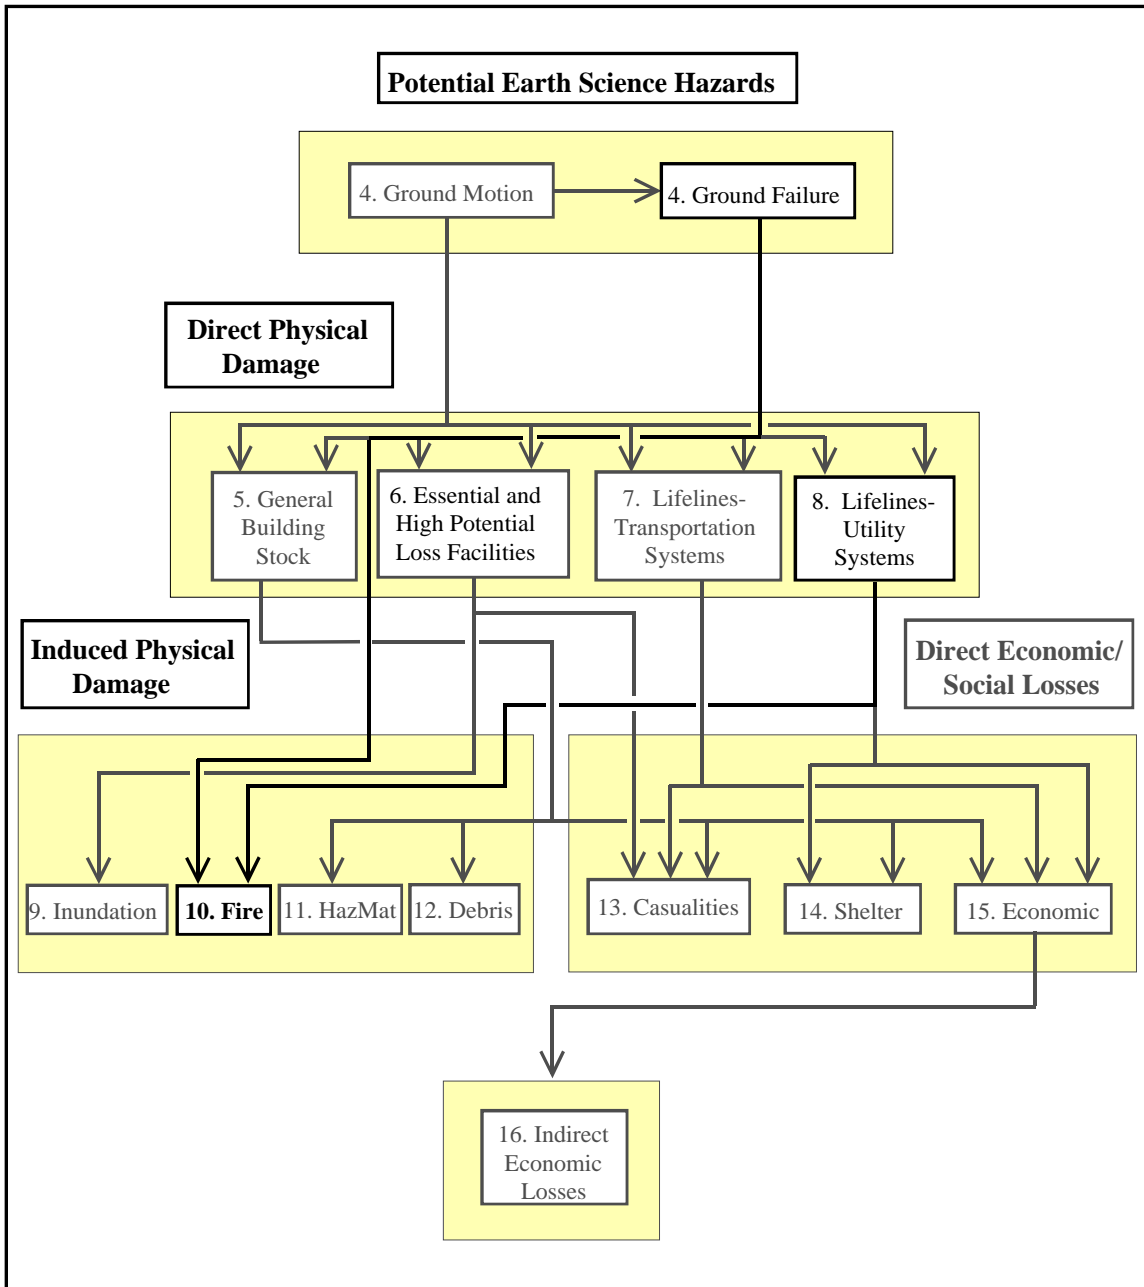 Potential Earth Science Hazards
4. Ground Motion
4. Ground Failure
Direct Physical
Damage
5. General
Building
Stock
6. Essential and
High Potential
Loss Facilities
7. Lifelines-
Transportation
Systems
8. Lifelines-
Utility
Systems
Induced Physical
Damage
Direct Economic/
Social Losses
9. Inundation
10. Fire
11. HazMat
12. Debris
13. Casualities
14. Shelter
15. Economic
16. Indirect
Economic
Losses